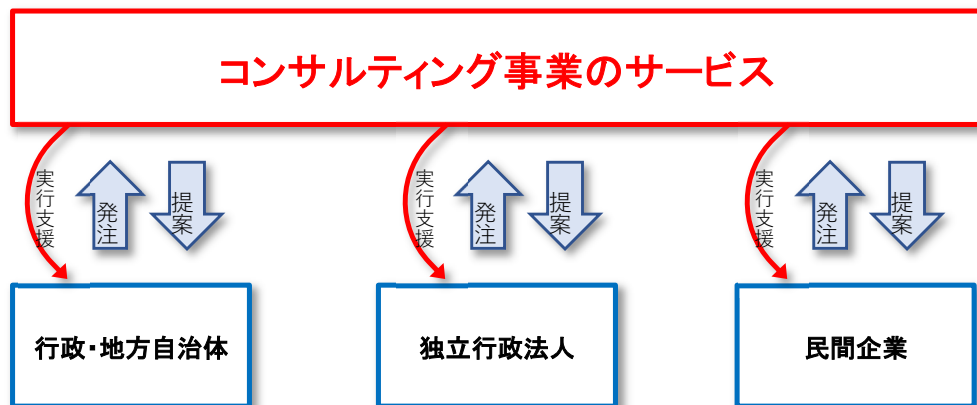 コンサルティング事業のサービス
実行支援
発注
提案
実行支援
発注
提案
実行支援
発注
提案
行政・地方自治体
独立行政法人
民間企業